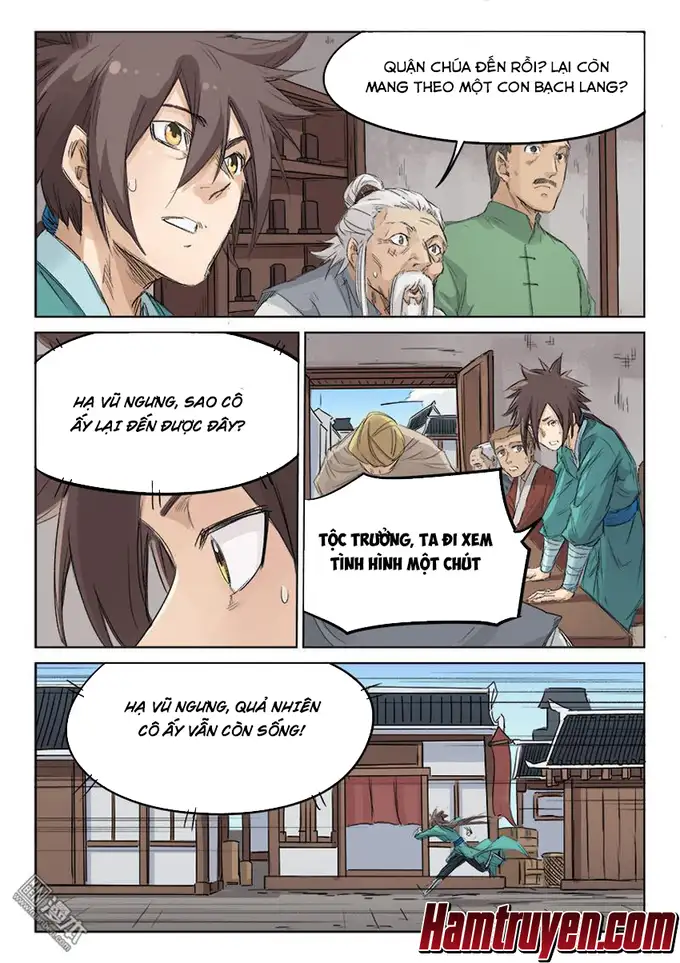 QUẬN CHÚA ĐẾN RỒI? LẠI CÒN
MANG THEO MỘT CON BẠCH LANG?
HẠ VŨ NGƯNG, SAO CÔ
ẤY LẠI ĐẾN ĐƯỢC ĐÂY?
TỘC TRƯỞNG, TA ĐI XEM
TÌNH HÌNH MỘT CHÚT
HẠ VŨ NGƯNG, QUẢ NHIÊN
CÔ ẤY VẪN CÒN SỐNG!
Hamtruyen.com